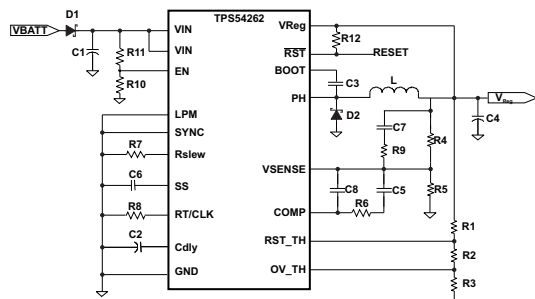 TPS54262
D1
VBATT
VIN
VReg
C1
R11
VIN
R12
RST
RESET
EN
BOOT
R10
C3
L
PH
VReg
D2
C4
LPM
C7
SYNC
R4
R7
Rslew
R9
VSENSE
C6
SS
C8
C5
R5
R8
R6
RT/CLK
COMP
R1
C2
RST_TH
Cdly
R2
OV_TH
GND
R3